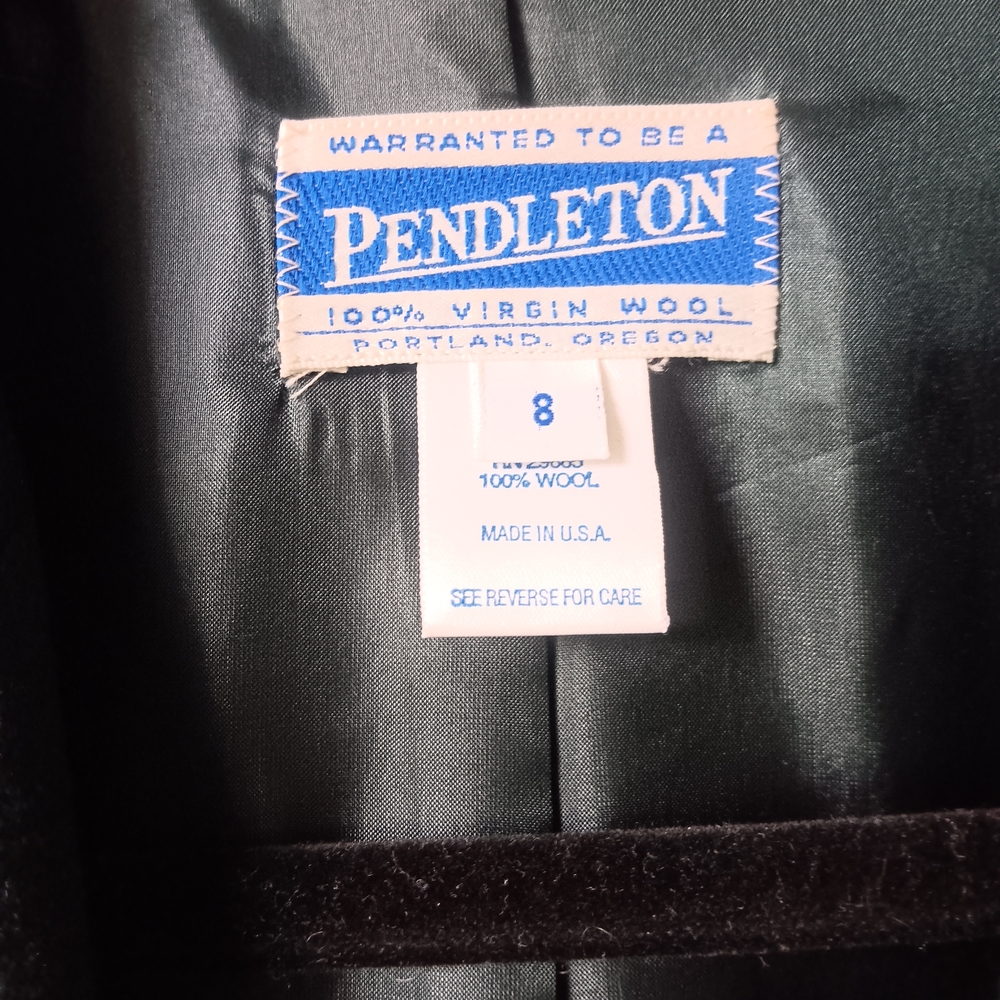 WARRANTED TO BE A
PENDLETON
100% VIRGIN WOOL
PORTLAND, OREGON
8
100% WOOL
MADE IN U.S.A.
SEE REVERSE FOR CARE